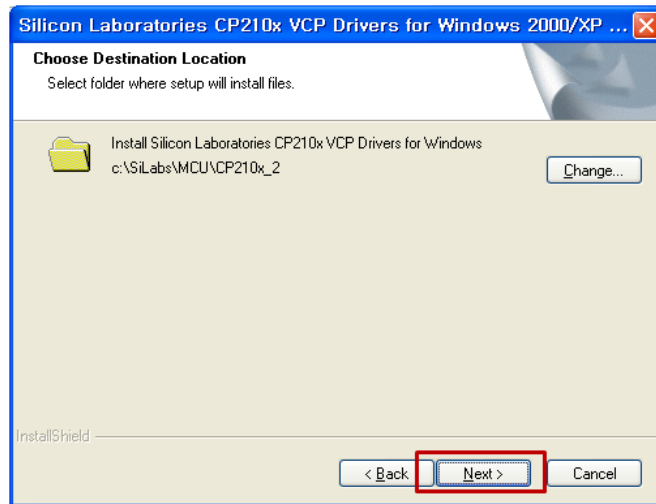 Silicon Laboratories CP210x VCP Drivers for Windows 2000/XP ...
Choose Destination Location
Select folder where setup will install files.
Install Silicon Laboratories CP210x VCP Drivers for Windows
c:\SiLabs\MCU\CP210x_2
Change...
InstallShield
< Back Next > Cancel